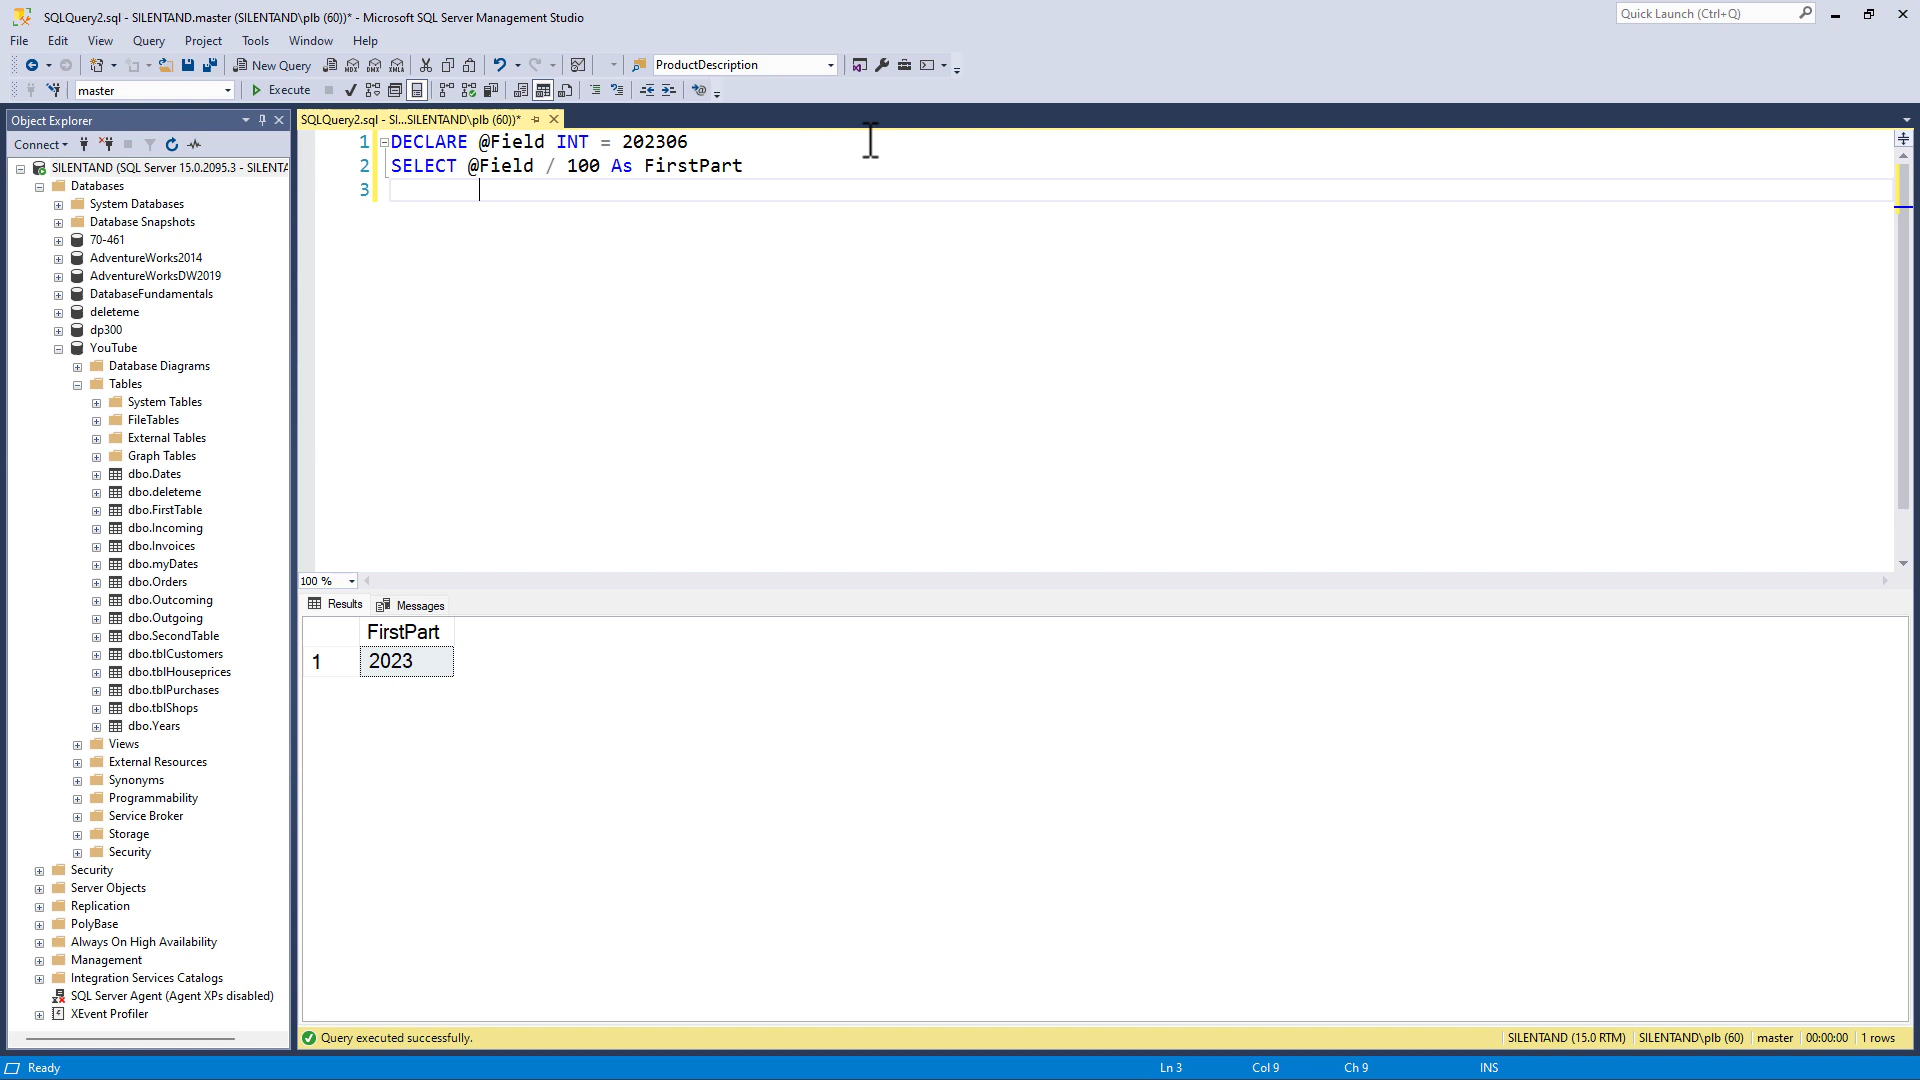 SQLQuery2.sql - SILENTAND.master (SILENTAND\plb (60))* - Microsoft SQL Server Management Studio
Quick Launch (Ctrl+Q)
File Edit View Query Project Tools Window Help
New Query
ProductDescription
master
Execute
Object Explorer
SQLQuery2.sql - SI...SILENTAND\plb (60))*
Connect
1 DECLARE @Field INT = 202306
2 SELECT @Field / 100 As FirstPart
3
SILENTAND (SQL Server 15.0.2095.3 - SILENTA
Databases
System Databases
Database Snapshots
70-461
AdventureWorks2014
AdventureWorksDW2019
DatabaseFundamentals
deleteme
dp300
YouTube
Database Diagrams
Tables
System Tables
FileTables
External Tables
Graph Tables
dbo.Dates
dbo.deleteme
dbo.FirstTable
dbo.Incoming
dbo.Invoices
dbo.myDates
dbo.Orders
dbo.Outcoming
dbo.Outgoing
dbo.SecondTable
dbo.tblCustomers
dbo.tblHouseprices
dbo.tblPurchases
dbo.tblShops
dbo.Years
Views
External Resources
Synonyms
Programmability
Service Broker
Storage
Security
Security
Server Objects
Replication
PolyBase
Always On High Availability
Management
Integration Services Catalogs
SQL Server Agent (Agent XPs disabled)
XEvent Profiler
100 %
Results Messages
FirstPart
1 2023
Query executed successfully.
SILENTAND (15.0 RTM) SILENTAND\plb (60) master 00:00:00 1 rows
Ready
Ln 3 Col 9 Ch 9 INS